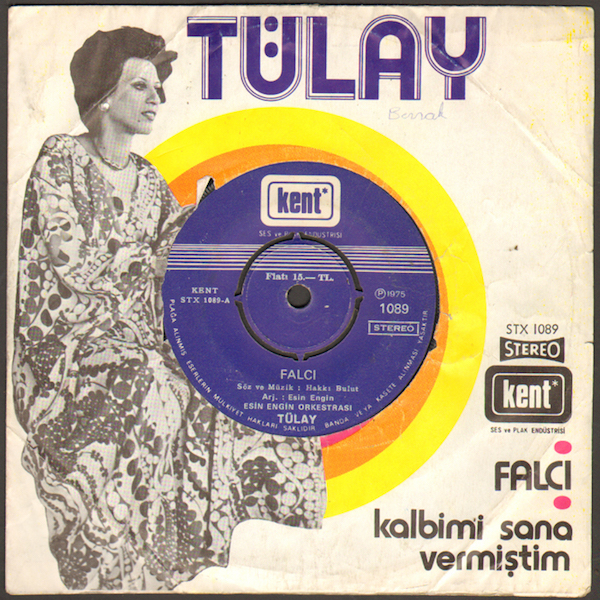 TÜLAY
kent*
SES ve PLAK ENDÜSTRİSİ
Fiatı 15.— TL.
KENT
STX 1089-A
℗1975
1089
STEREO
FALCI
Söz ve Müzik : Hakkı Bulut
Arj. : Esin Engin
ESİN ENGİN ORKESTRASI
TÜLAY
PLAĞA ALINMIŞ ESERLERİN MÜLKİYET HAKLARI SAKLIDIR BANDA VEYA KASETE ALINMASI YASAKTIR
STX 1089
STEREO
kent*
SES ve PLAK ENDÜSTRİSİ
FALCİ
kalbimi sana
vermiştim